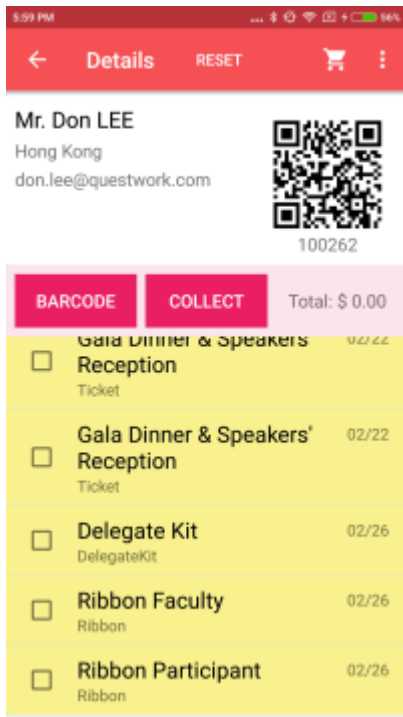 5:59 PM
... 56%
Details RESET
Mr. Don LEE
Hong Kong
don.lee@questwork.com
100262
BARCODE COLLECT Total: $ 0.00
Gala Dinner & Speakers' 02/22
Reception
Ticket
Gala Dinner & Speakers' 02/22
Reception
Ticket
Delegate Kit 02/26
DelegateKit
Ribbon Faculty 02/26
Ribbon
Ribbon Participant 02/26
Ribbon